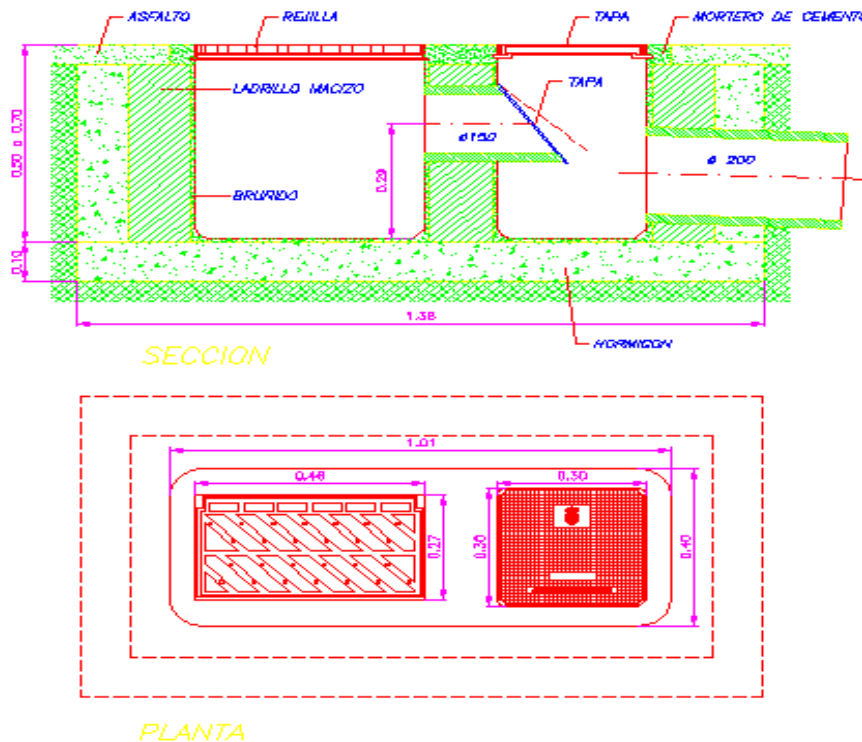 ASFALTO
REJILLA
TAPA
MORTERO DE CEMENTO
LADRILLO MACIZO
TAPA
0.50 a 0.70
ø150
ø 200
0.29
BRUÑIDO
0.10
1.38
HORMIGON
SECCION
1.01
0.46
0.30
0.27
0.30
0.40
PLANTA